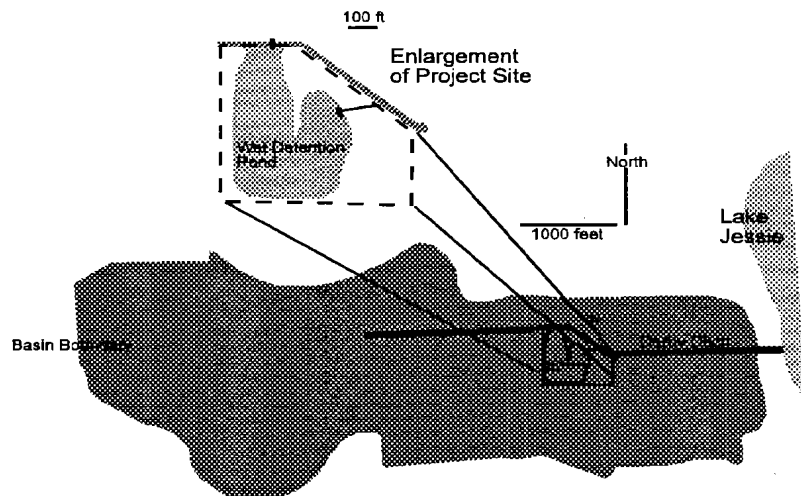 100 ft
Enlargement
of Project Site
Wet Detention
Pond
North
1000 feet
Lake
Jessie
Basin Boundary